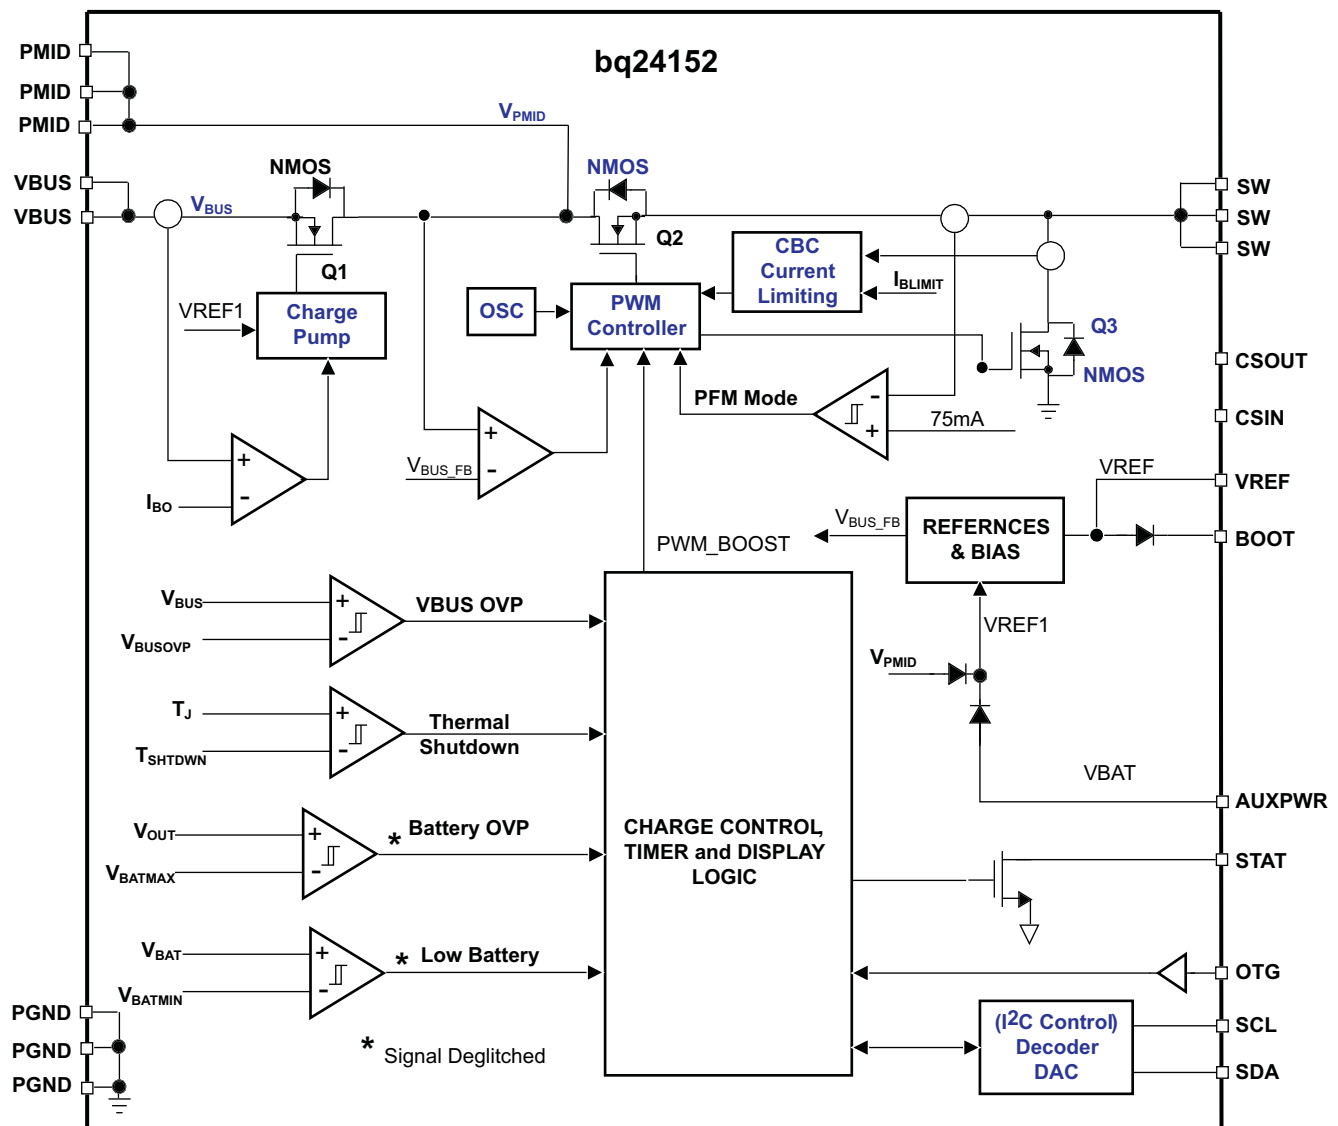 bq24152
PMID
PMID
PMID
VBUS
VBUS
VPMID
VBUS
NMOS
Q1
NMOS
Q2
SW
SW
SW
CBC
Current
Limiting
IBLIMIT
VREF1
Charge
Pump
OSC
PWM
Controller
Q3
NMOS
CSOUT
CSIN
PFM Mode
-
+
75mA
+
-
IBO
+
-
VBUS_FB
VREF
VREF
BOOT
VBUS_FB
REFERNCES
& BIAS
PWM_BOOST
VREF1
VPMID
VBAT
AUXPWR
VBUS
VBUSOVP
+
-
VBUS OVP
TJ
TSHTDWN
+
-
Thermal
Shutdown
VOUT
VBATMAX
+
-
* Battery OVP
VBAT
VBATMIN
+
-
* Low Battery
CHARGE CONTROL,
TIMER and DISPLAY
LOGIC
STAT
OTG
(I2C Control)
Decoder
DAC
SCL
SDA
PGND
PGND
PGND
* Signal Deglitched